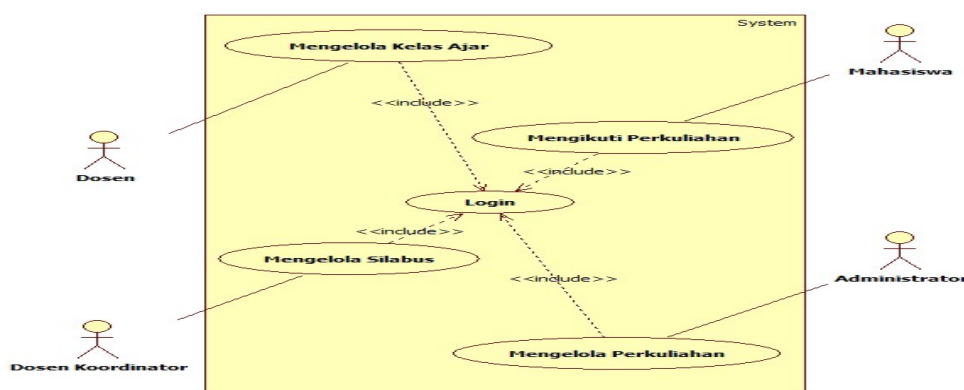 System
Mengelola Kelas Ajar
Mahasiswa
<<include>>
Mengikuti Perkuliahan
Dosen
<<include>>
Login
<<include>>
Mengelola Silabus
<<include>>
Administrator
Mengelola Perkuliahan
Dosen Koordinator